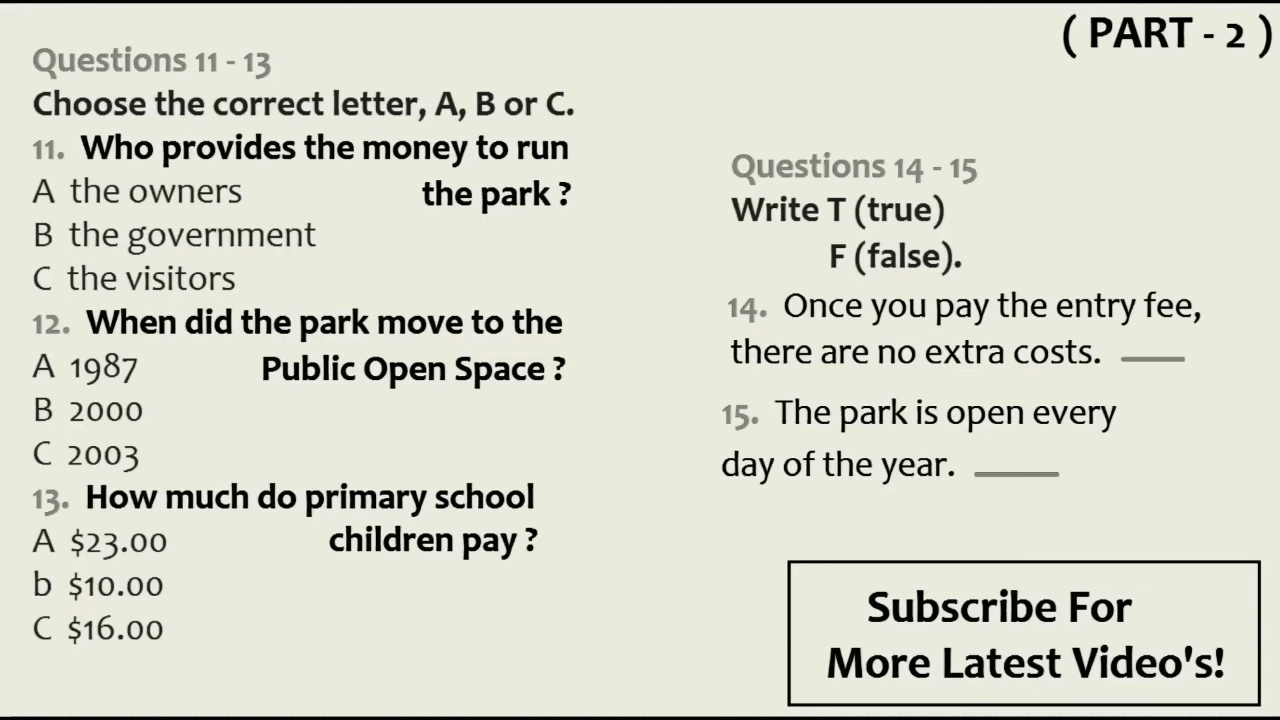 ( PART - 2 )
Questions 11 - 13
Choose the correct letter, A, B or C.
11. Who provides the money to run
the park ?
A the owners
B the government
C the visitors
12. When did the park move to the
Public Open Space ?
A 1987
B 2000
C 2003
13. How much do primary school
children pay ?
A $23.00
b $10.00
C $16.00
Questions 14 - 15
Write T (true)
F (false).
14. Once you pay the entry fee,
there are no extra costs. ____
15. The park is open every
day of the year. ____
Subscribe For
More Latest Video's!